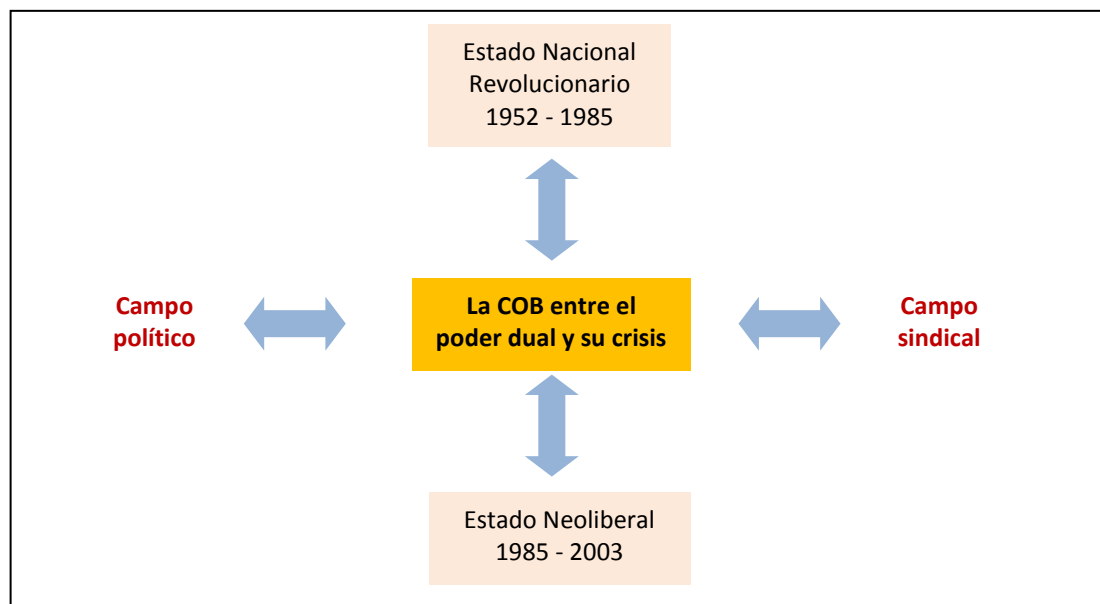 Estado Nacional
Revolucionario
1952 - 1985
Campo
político
La COB entre el
poder dual y su crisis
Campo
sindical
Estado Neoliberal
1985 - 2003